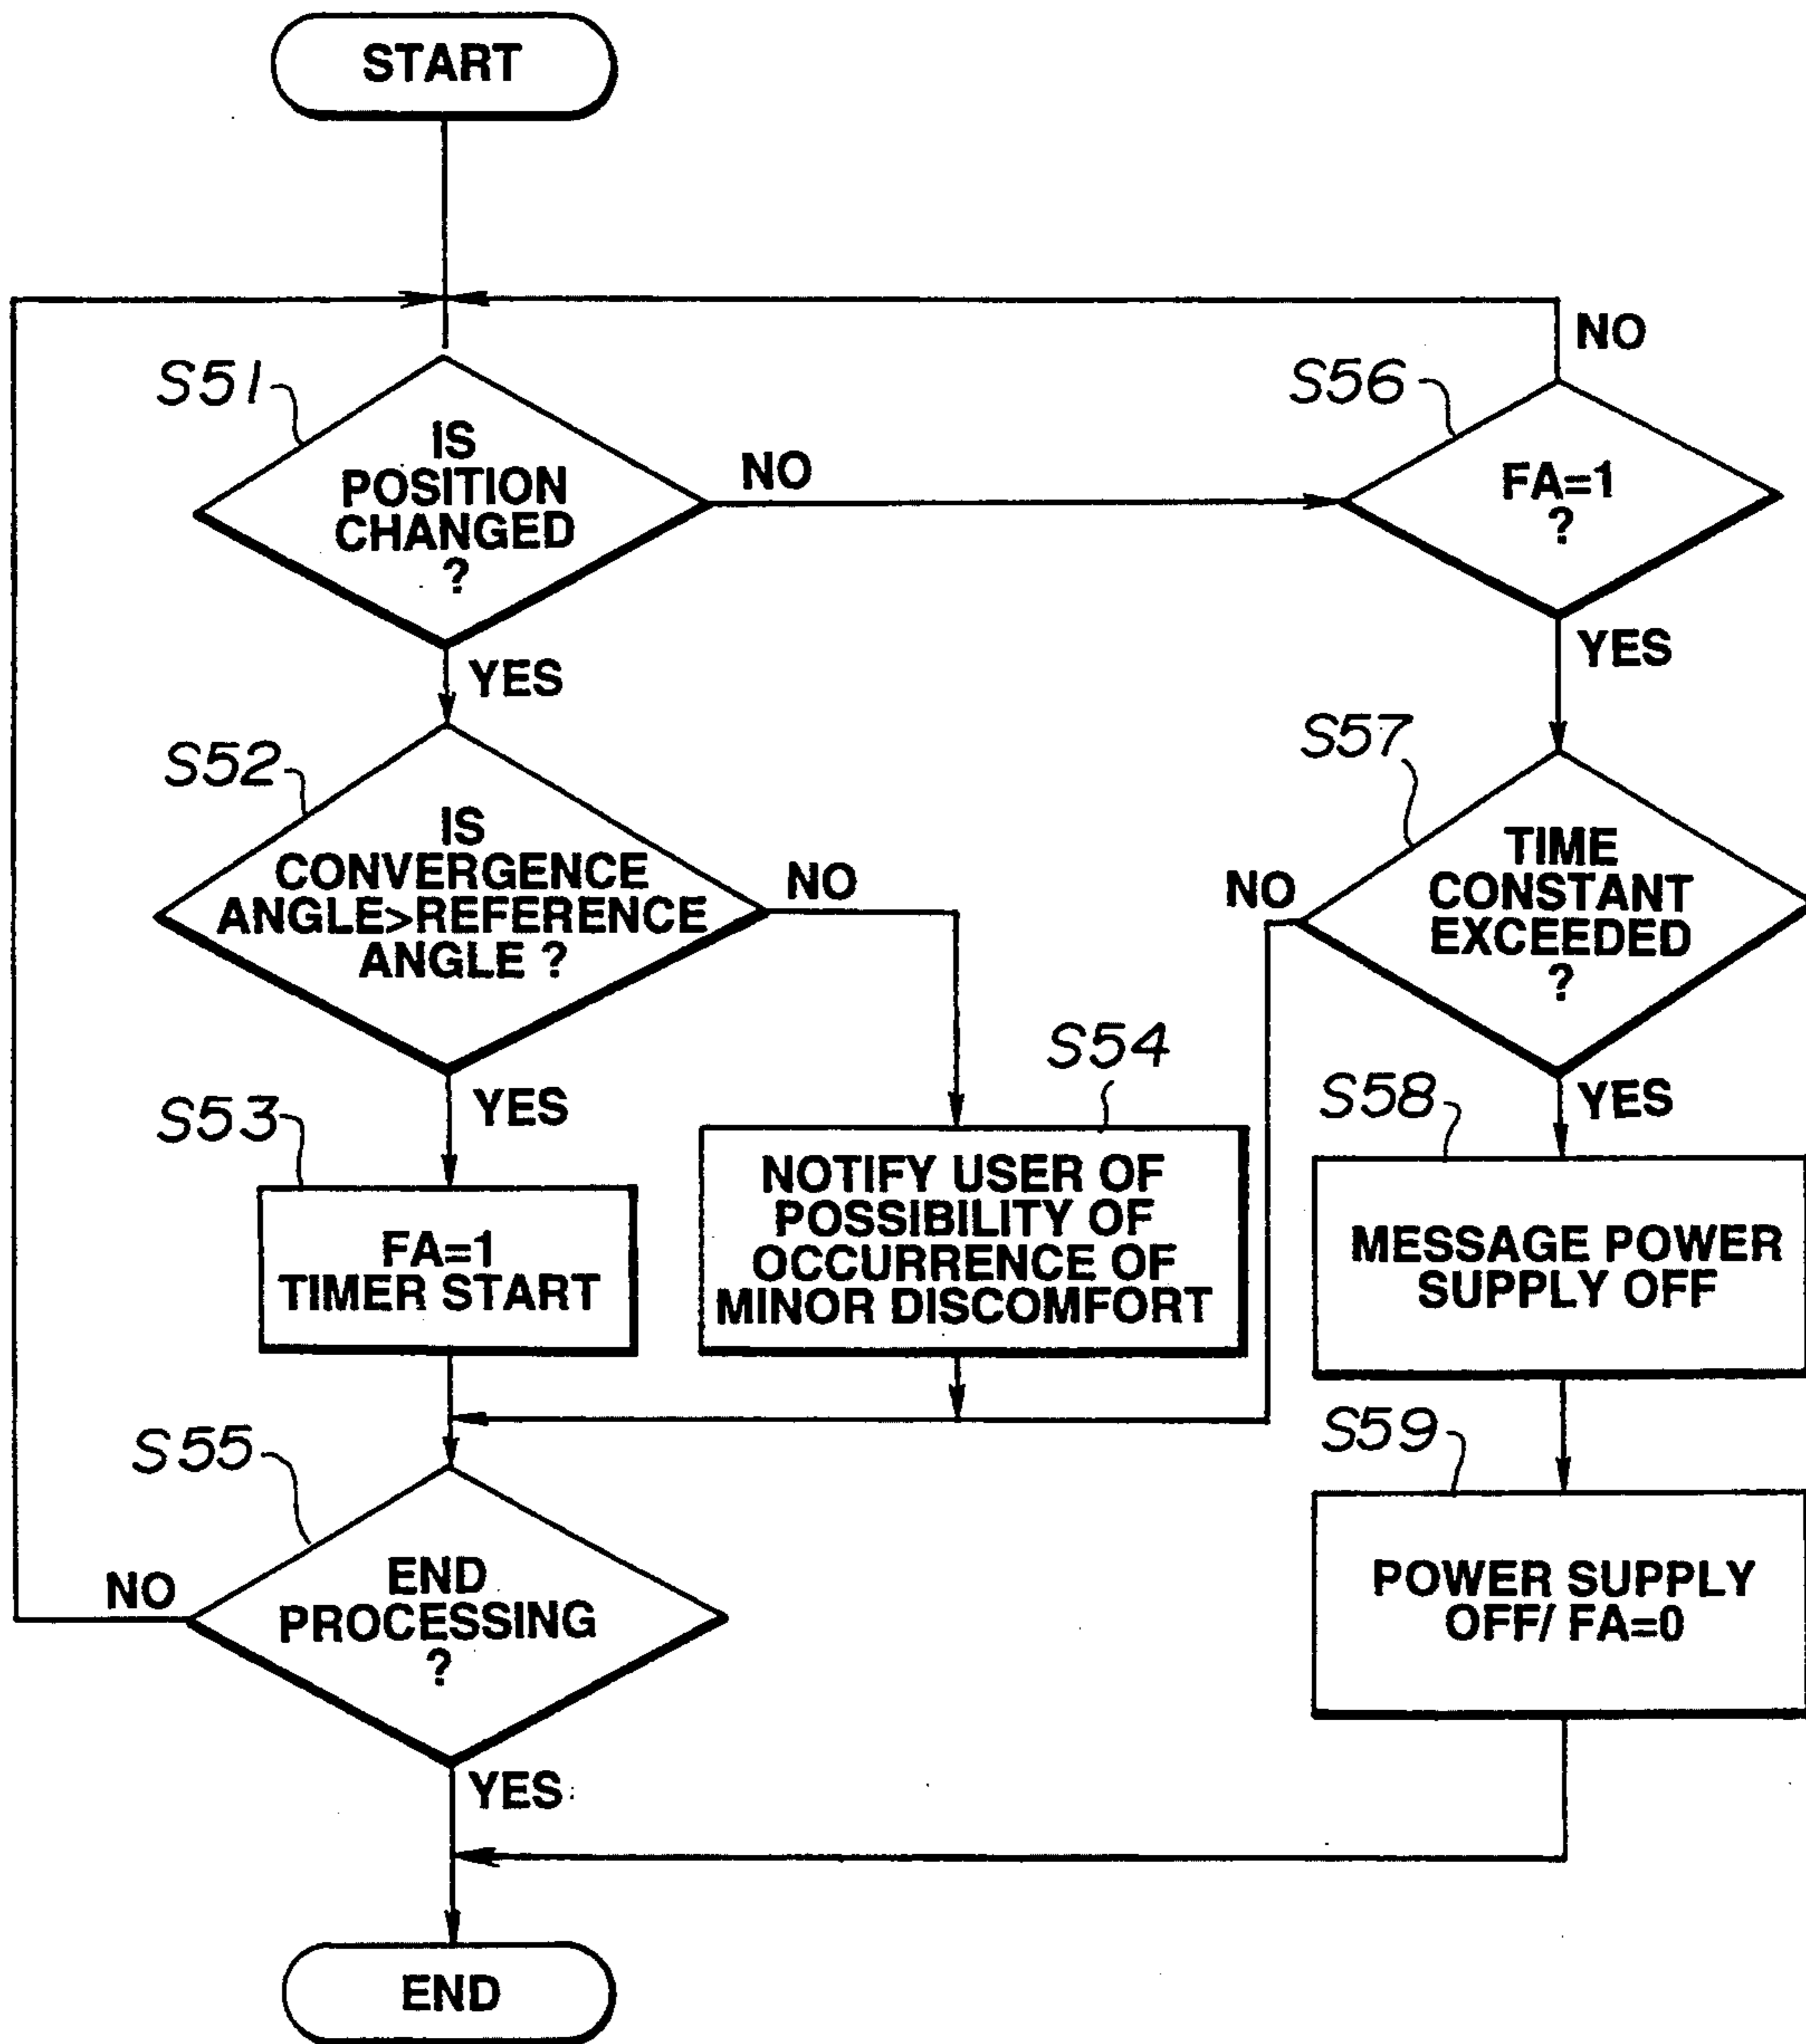 START
NO
S51
S56
IS
POSITION
CHANGED
?
NO
FA=1
?
YES
YES
S52
S57
IS
CONVERGENCE
ANGLE>REFERENCE
ANGLE ?
NO
NO
TIME
CONSTANT
EXCEEDED
?
S54
YES
S53
S58
YES
NOTIFY USER OF
POSSIBILITY OF
OCCURRENCE OF
MINOR DISCOMFORT
FA=1
TIMER START
MESSAGE POWER
SUPPLY OFF
S55
S59
NO
END
PROCESSING
?
POWER SUPPLY
OFF/ FA=0
YES
END